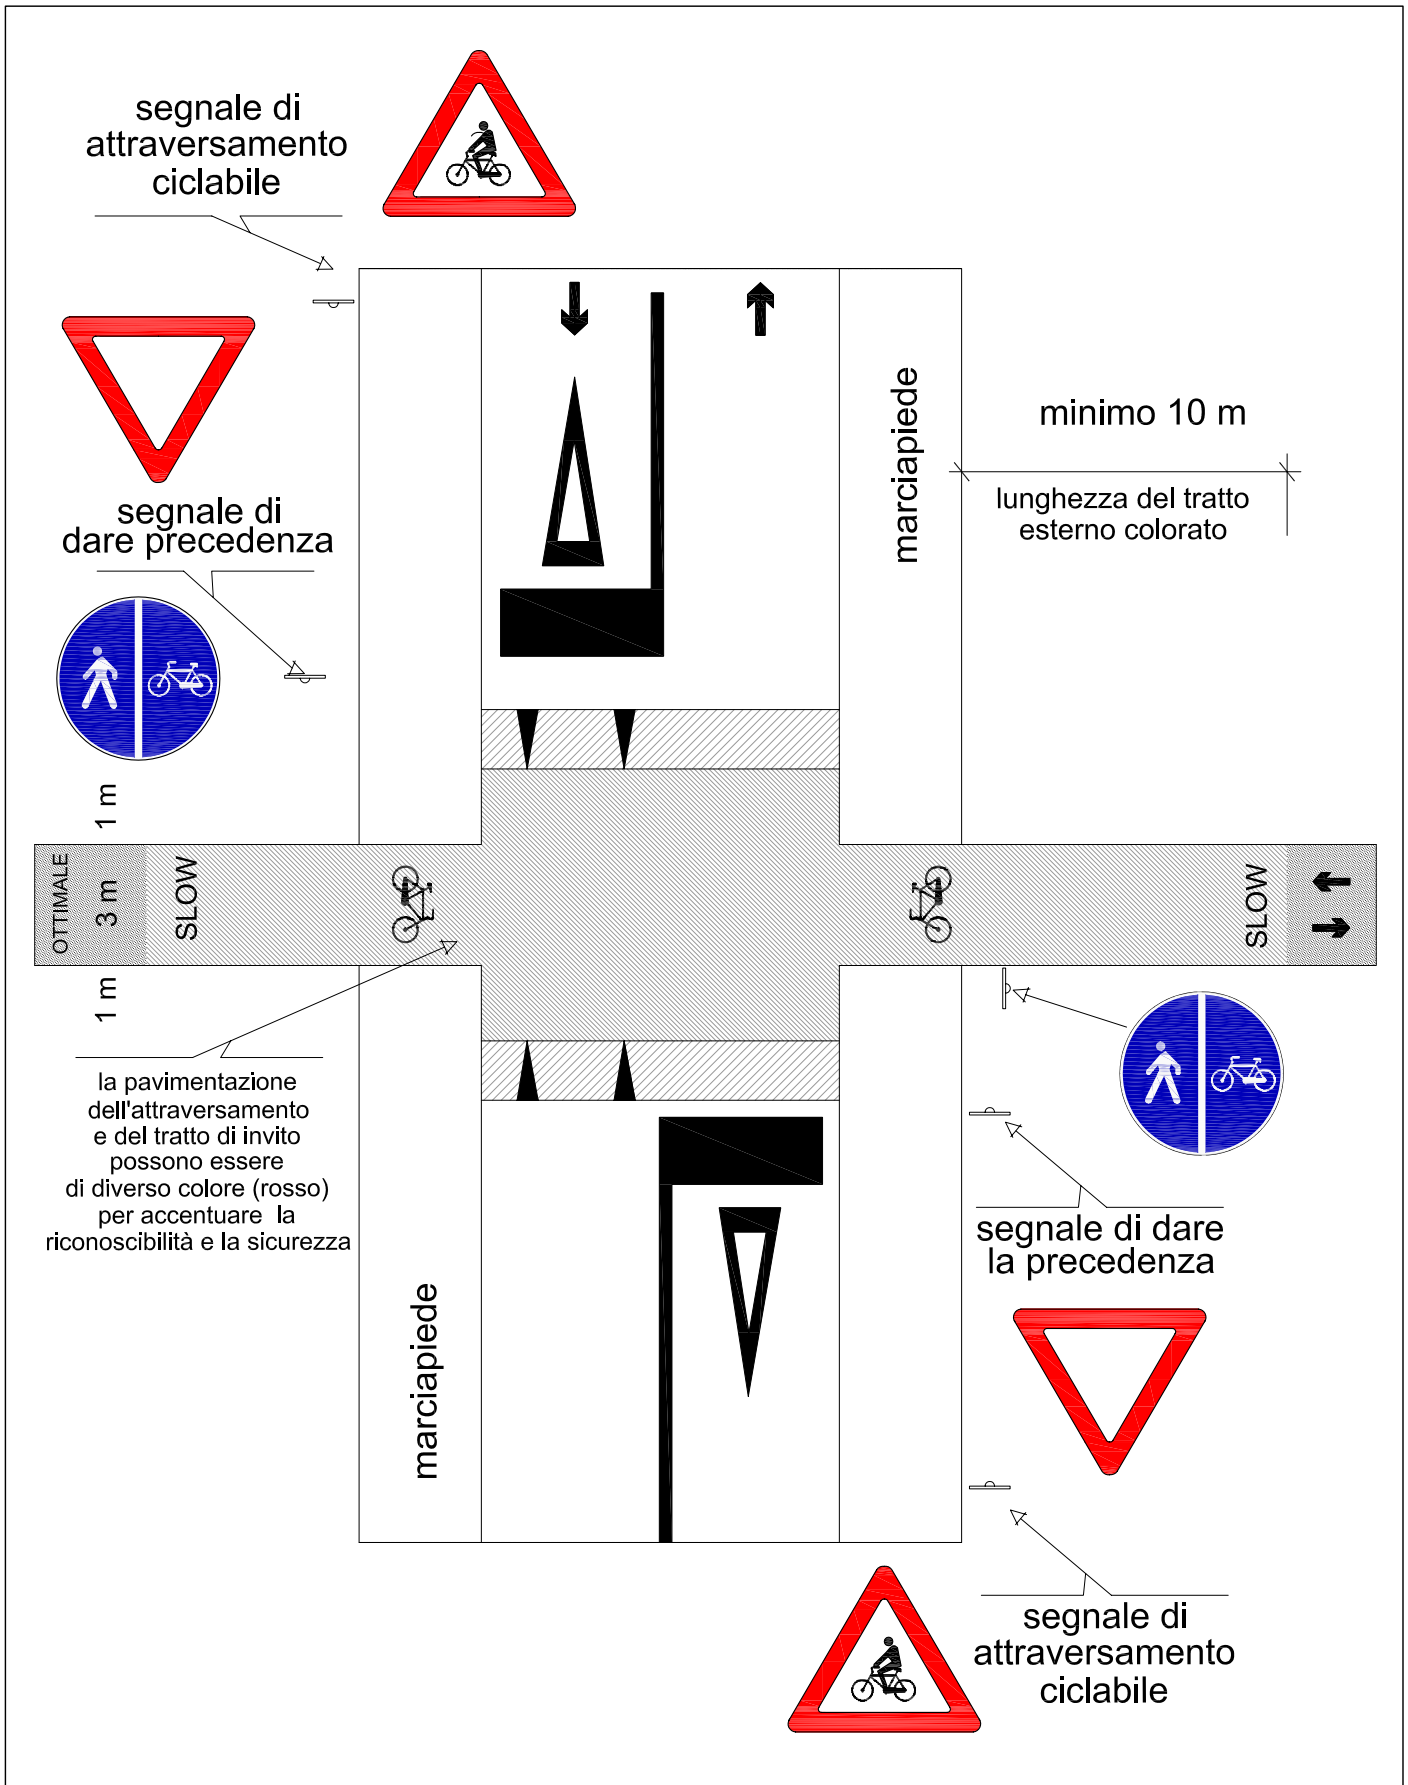 segnale di
attraversamento
ciclabile
segnale di
dare precedenza
marciapiede
minimo 10 m
lunghezza del tratto
esterno colorato
1 m
OTTIMALE
3 m
SLOW
SLOW
1 m
la pavimentazione
dell'attraversamento
e del tratto di invito
possono essere
di diverso colore (rosso)
per accentuare la
riconoscibilità e la sicurezza
segnale di dare
la precedenza
marciapiede
segnale di
attraversamento
ciclabile